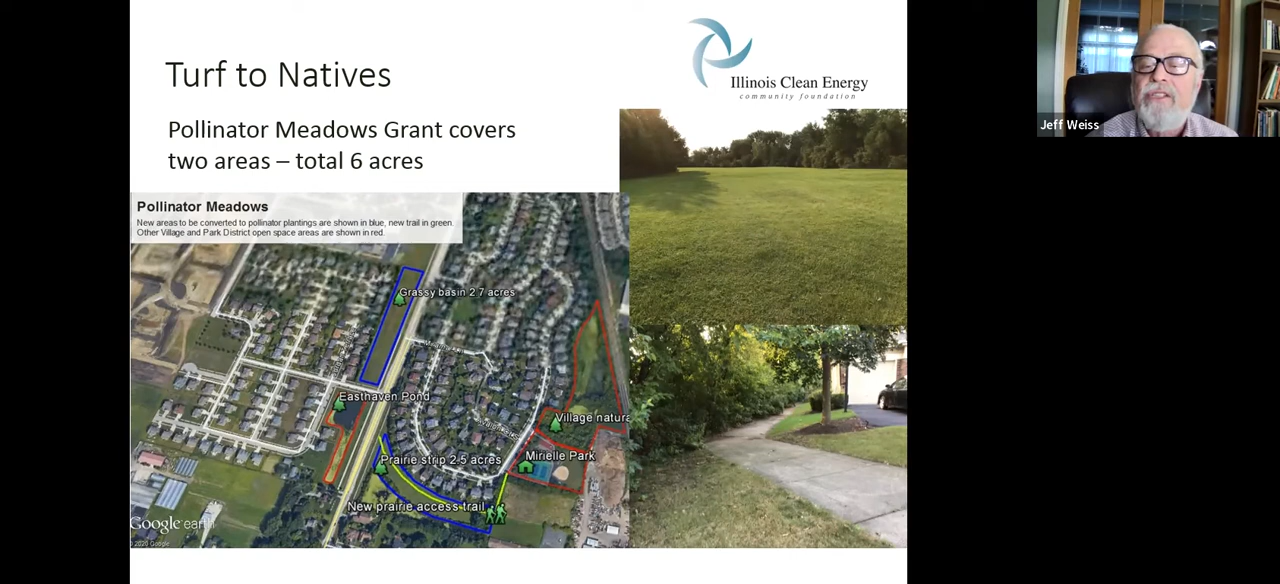 Turf to Natives
Pollinator Meadows Grant covers
two areas – total 6 acres
Illinois Clean Energy
community foundation
Jeff Weiss
Pollinator Meadows
New areas to be converted to pollinator plantings are shown in blue, new trail in green.
Other Village and Park District open space areas are shown in red.
Grassy basin 2.7 acres
Easthaven Pond
Village natura
Mirielle Park
Prairie strip 2.5 acres
New prairie access trail
Google earth
© 2020 Google